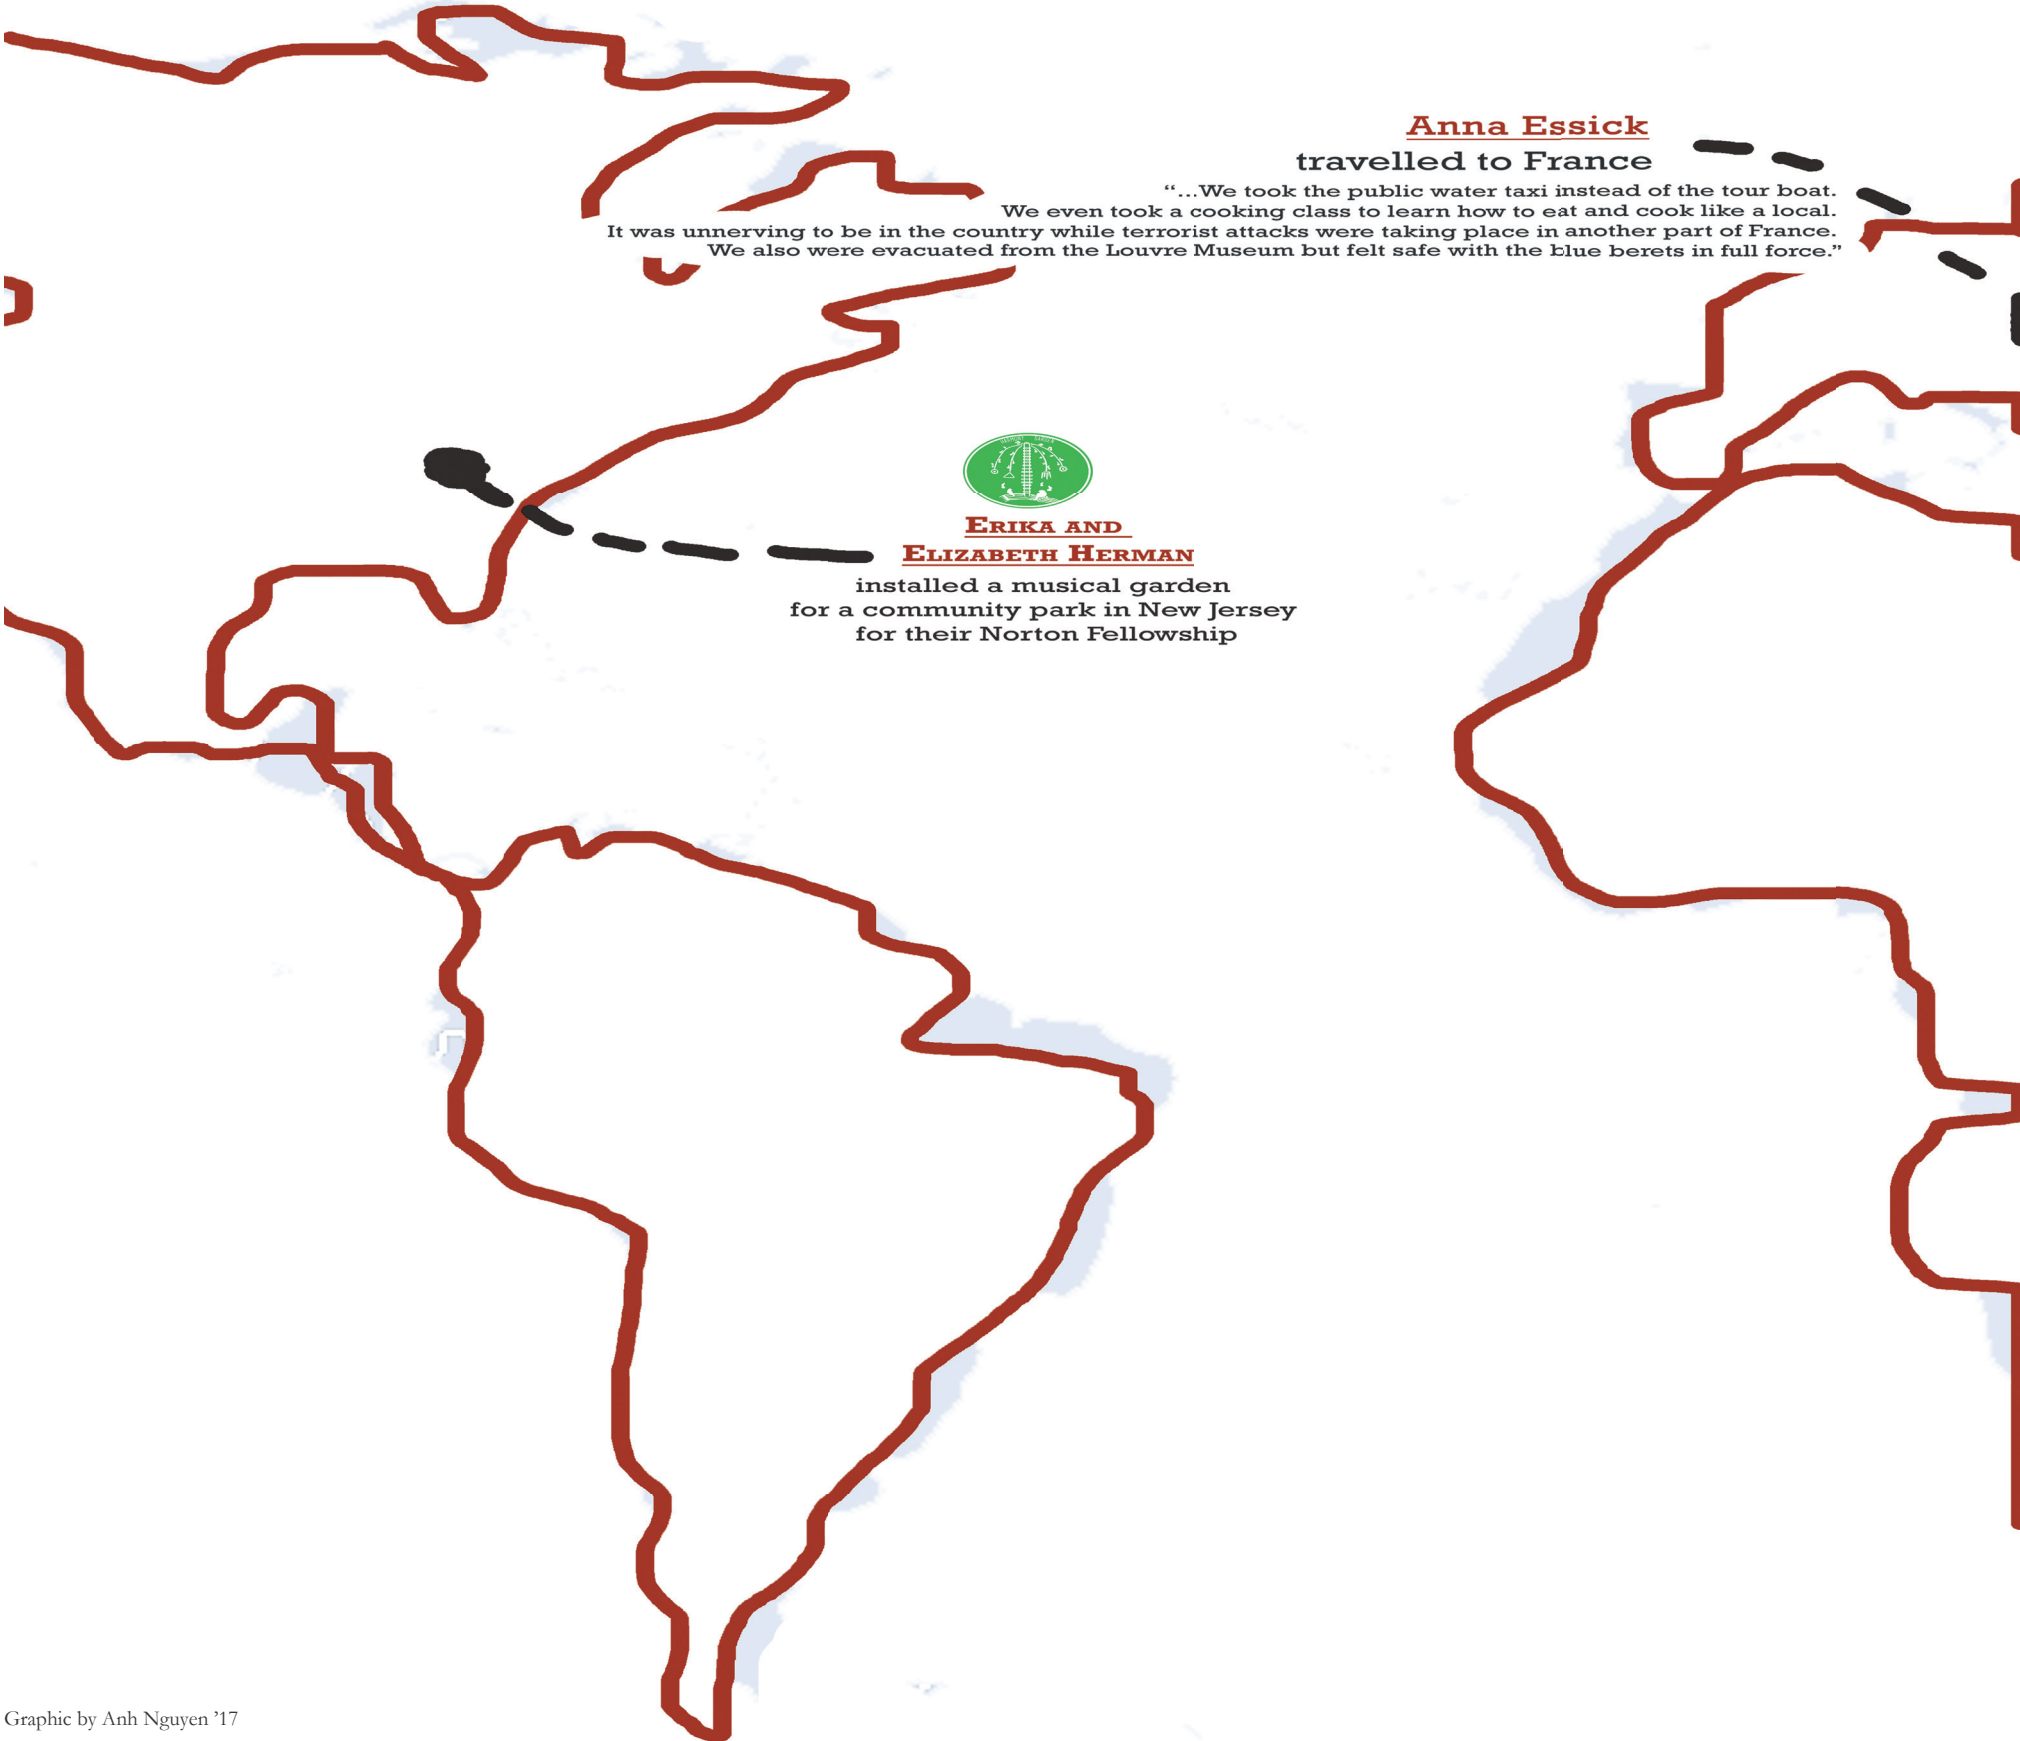 Anna Essick
travelled to France
“...We took the public water taxi instead of the tour boat.
We even took a cooking class to learn how to eat and cook like a local.
It was unnerving to be in the country while terrorist attacks were taking place in another part of France.
We also were evacuated from the Louvre Museum but felt safe with the blue berets in full force.”
HARMONY GARDEN
ERIKA AND
ELIZABETH HERMAN
installed a musical garden
for a community park in New Jersey
for their Norton Fellowship
Graphic by Anh Nguyen ’17